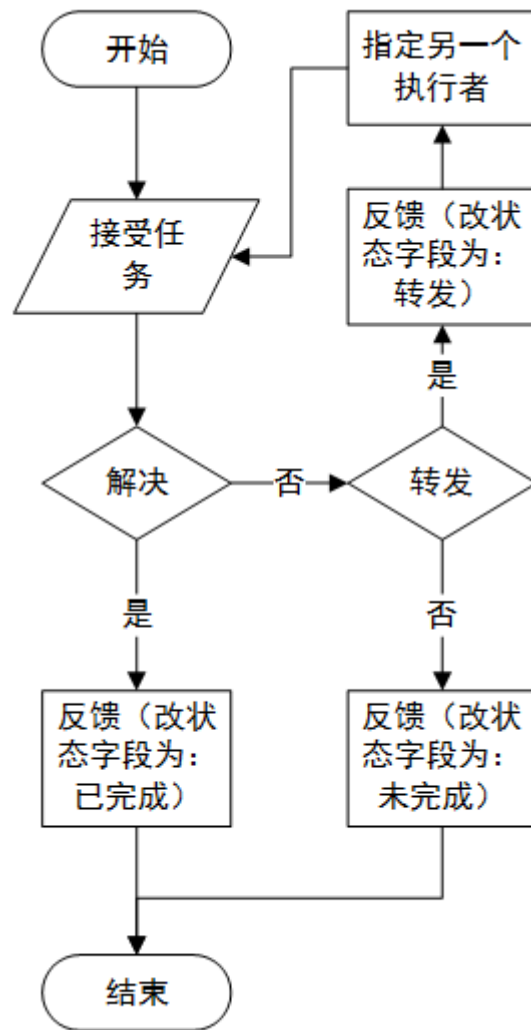 开始
指定另一个
执行者
接受任
务
反馈（改状
态字段为：
转发）
是
解决
否
转发
是
否
反馈（改状
态字段为：
已完成）
反馈（改状
态字段为：
未完成）
结束